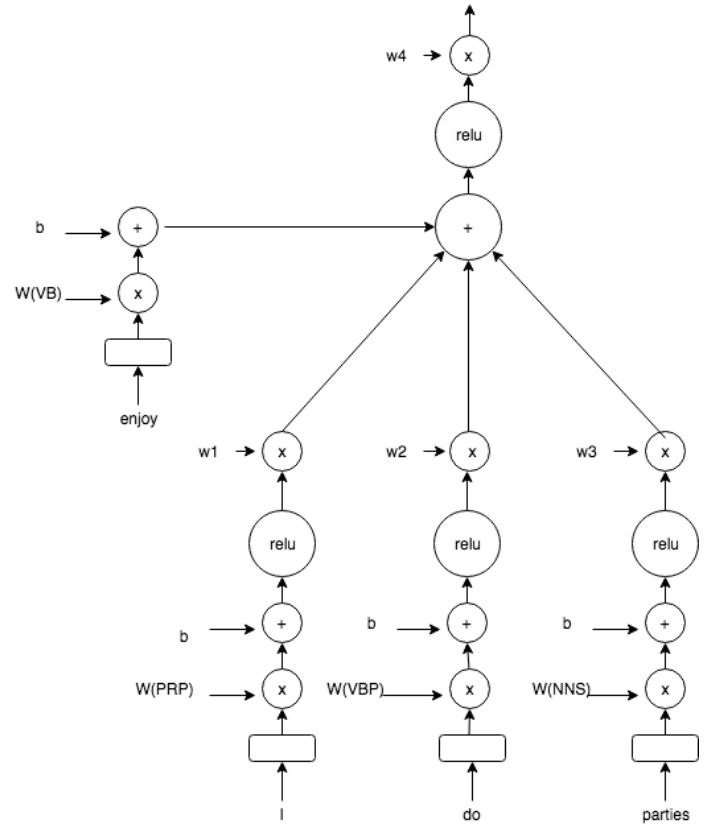 w4 x
relu
b + +
W(VB) x
enjoy
w1 x w2 x w3 x
relu relu relu
b + b + b +
W(PRP) x W(VBP) x W(NNS) x
I do parties